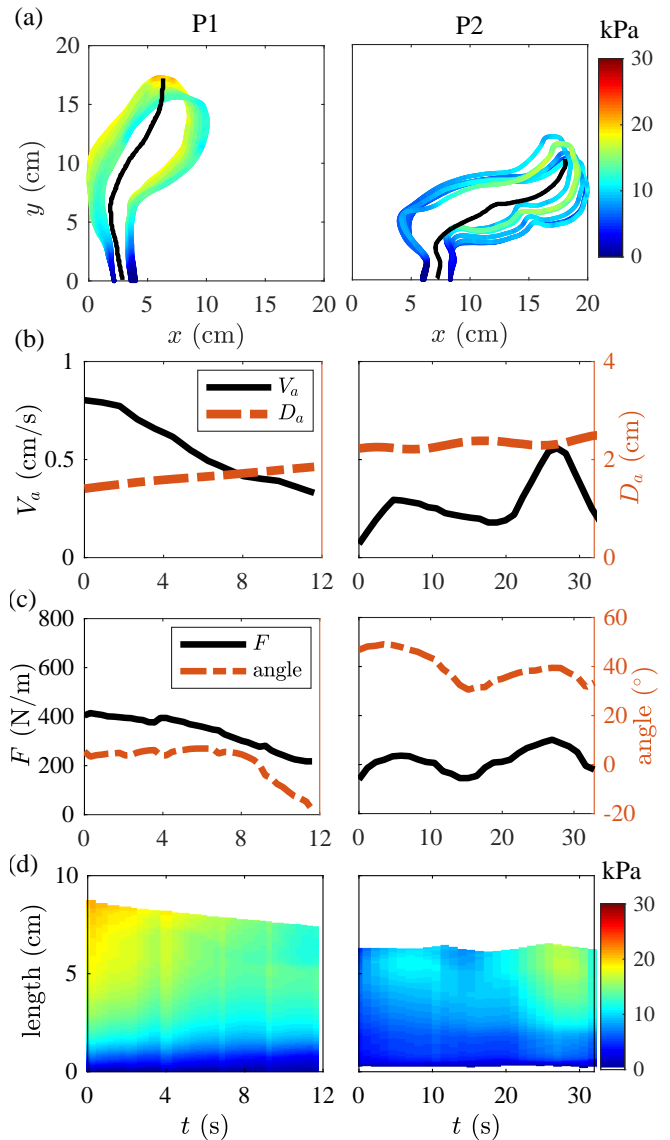 (a) P1 P2 kPa
20
15
10
5
0
y (cm)
0 5 10 15 20
x (cm)
0 5 10 15 20
x (cm)
30
20
10
0
(b)
1
0.5
0
V_a (cm/s)
V_a
D_a
0 4 8 12
4
2
0
D_a (cm)
0 10 20 30
(c)
800
600
400
200
0
F (N/m)
F
angle
0 4 8 12
60
40
20
0
-20
angle (°)
0 10 20 30
(d) kPa
10
5
0
length (cm)
0 4 8 12
t (s)
0 10 20 30
t (s)
30
20
10
0